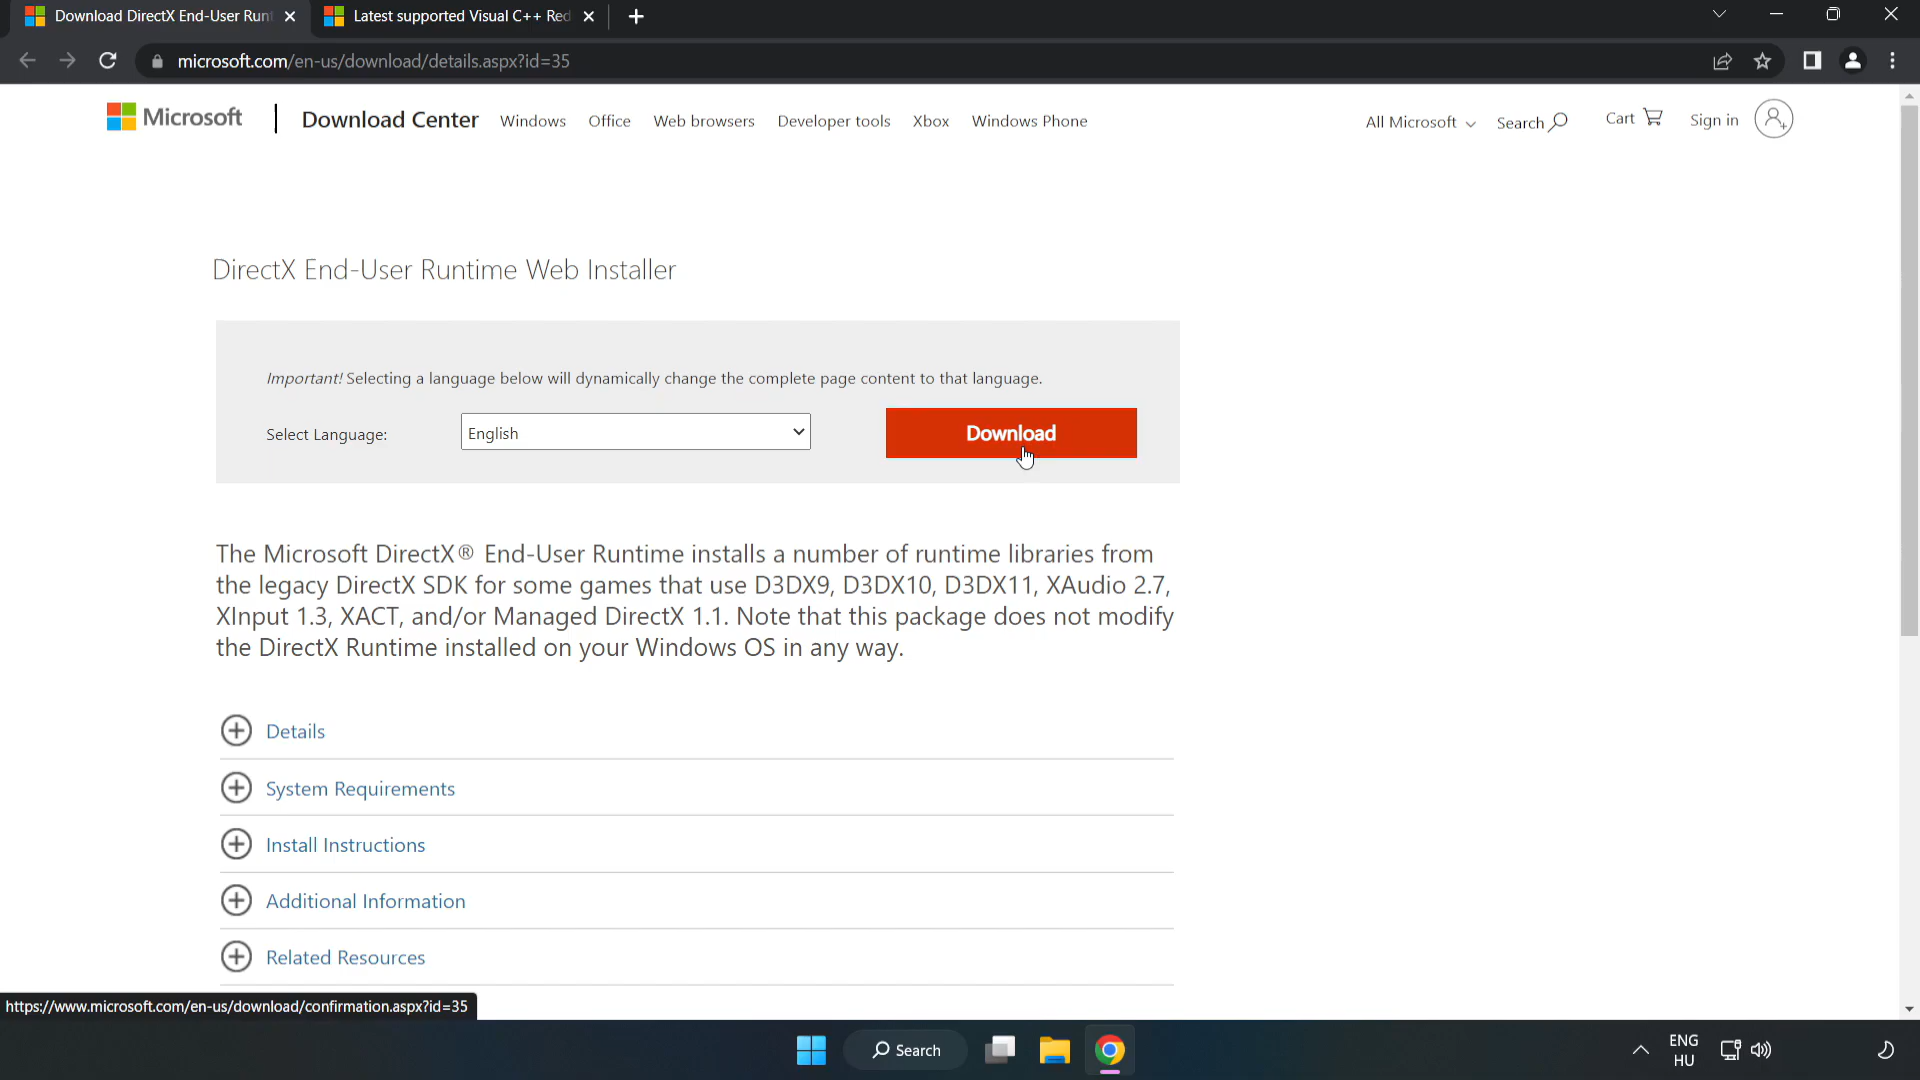 Download DirectX End-User Runt
Latest supported Visual C++ Red
microsoft.com/en-us/download/details.aspx?id=35
Microsoft
Download Center
Windows
Office
Web browsers
Developer tools
Xbox
Windows Phone
All Microsoft
Search
Cart
Sign in
DirectX End-User Runtime Web Installer
Important! Selecting a language below will dynamically change the complete page content to that language.
Select Language:
English
Download
The Microsoft DirectX® End-User Runtime installs a number of runtime libraries from
the legacy DirectX SDK for some games that use D3DX9, D3DX10, D3DX11, XAudio 2.7,
XInput 1.3, XACT, and/or Managed DirectX 1.1. Note that this package does not modify
the DirectX Runtime installed on your Windows OS in any way.
Details
System Requirements
Install Instructions
Additional Information
Related Resources
https://www.microsoft.com/en-us/download/confirmation.aspx?id=35
Search
ENG
HU